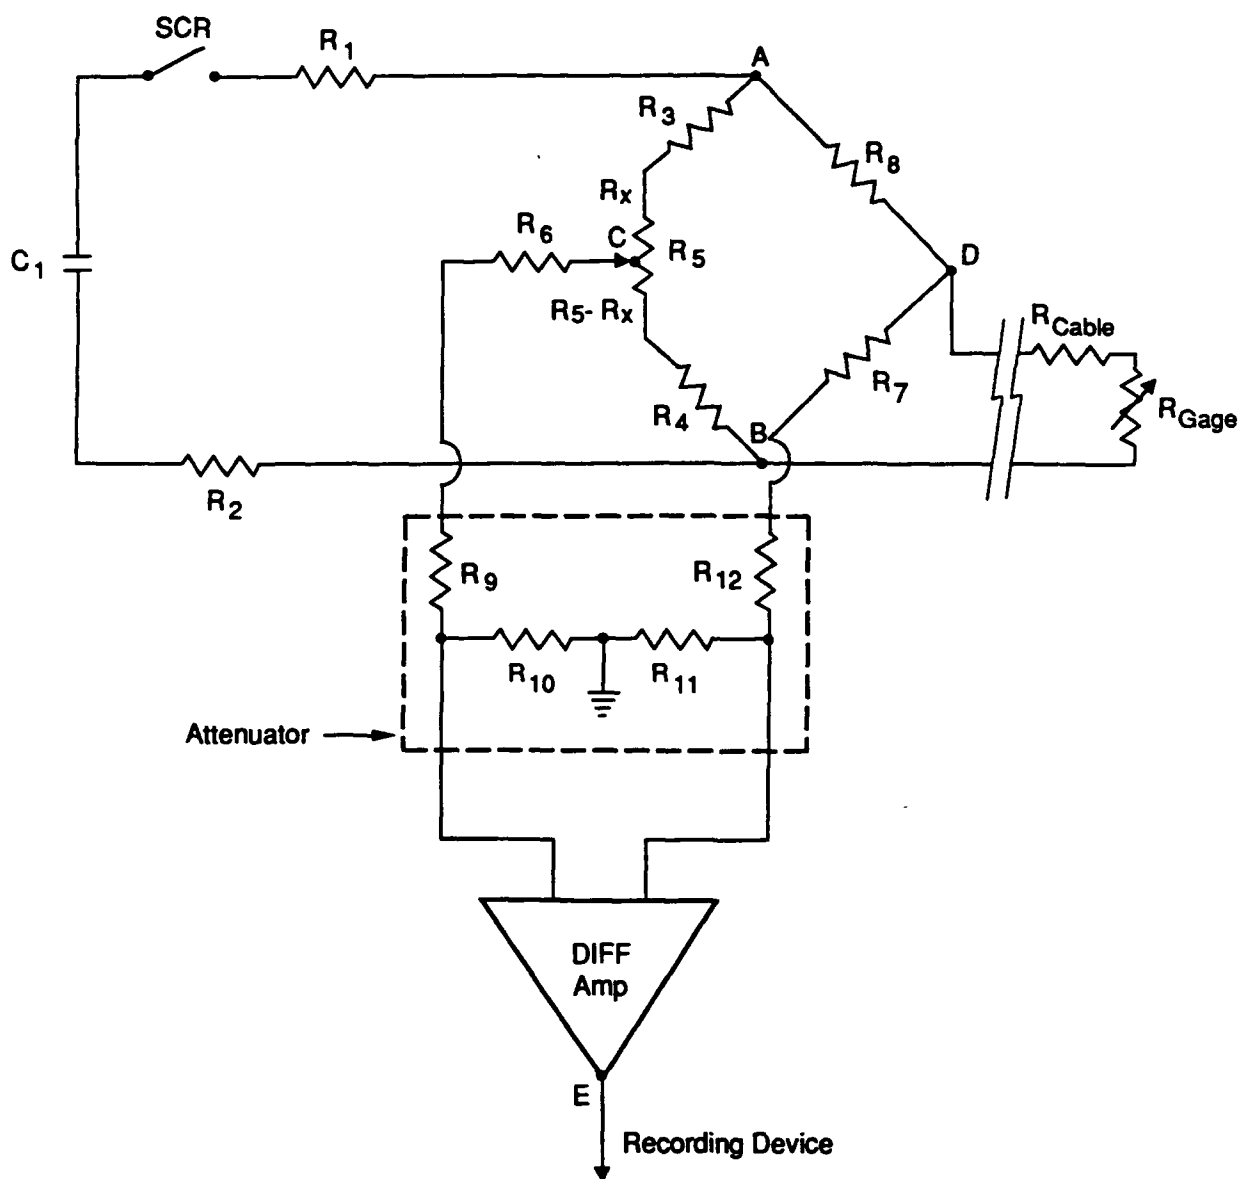 SCR
R1
A
R3
R8
Rx
R6
C
R5
D
C1
R5- Rx
RCable
R7
RGage
R4
B
R2
R9
R12
R10
R11
Attenuator
DIFF
Amp
E
Recording Device